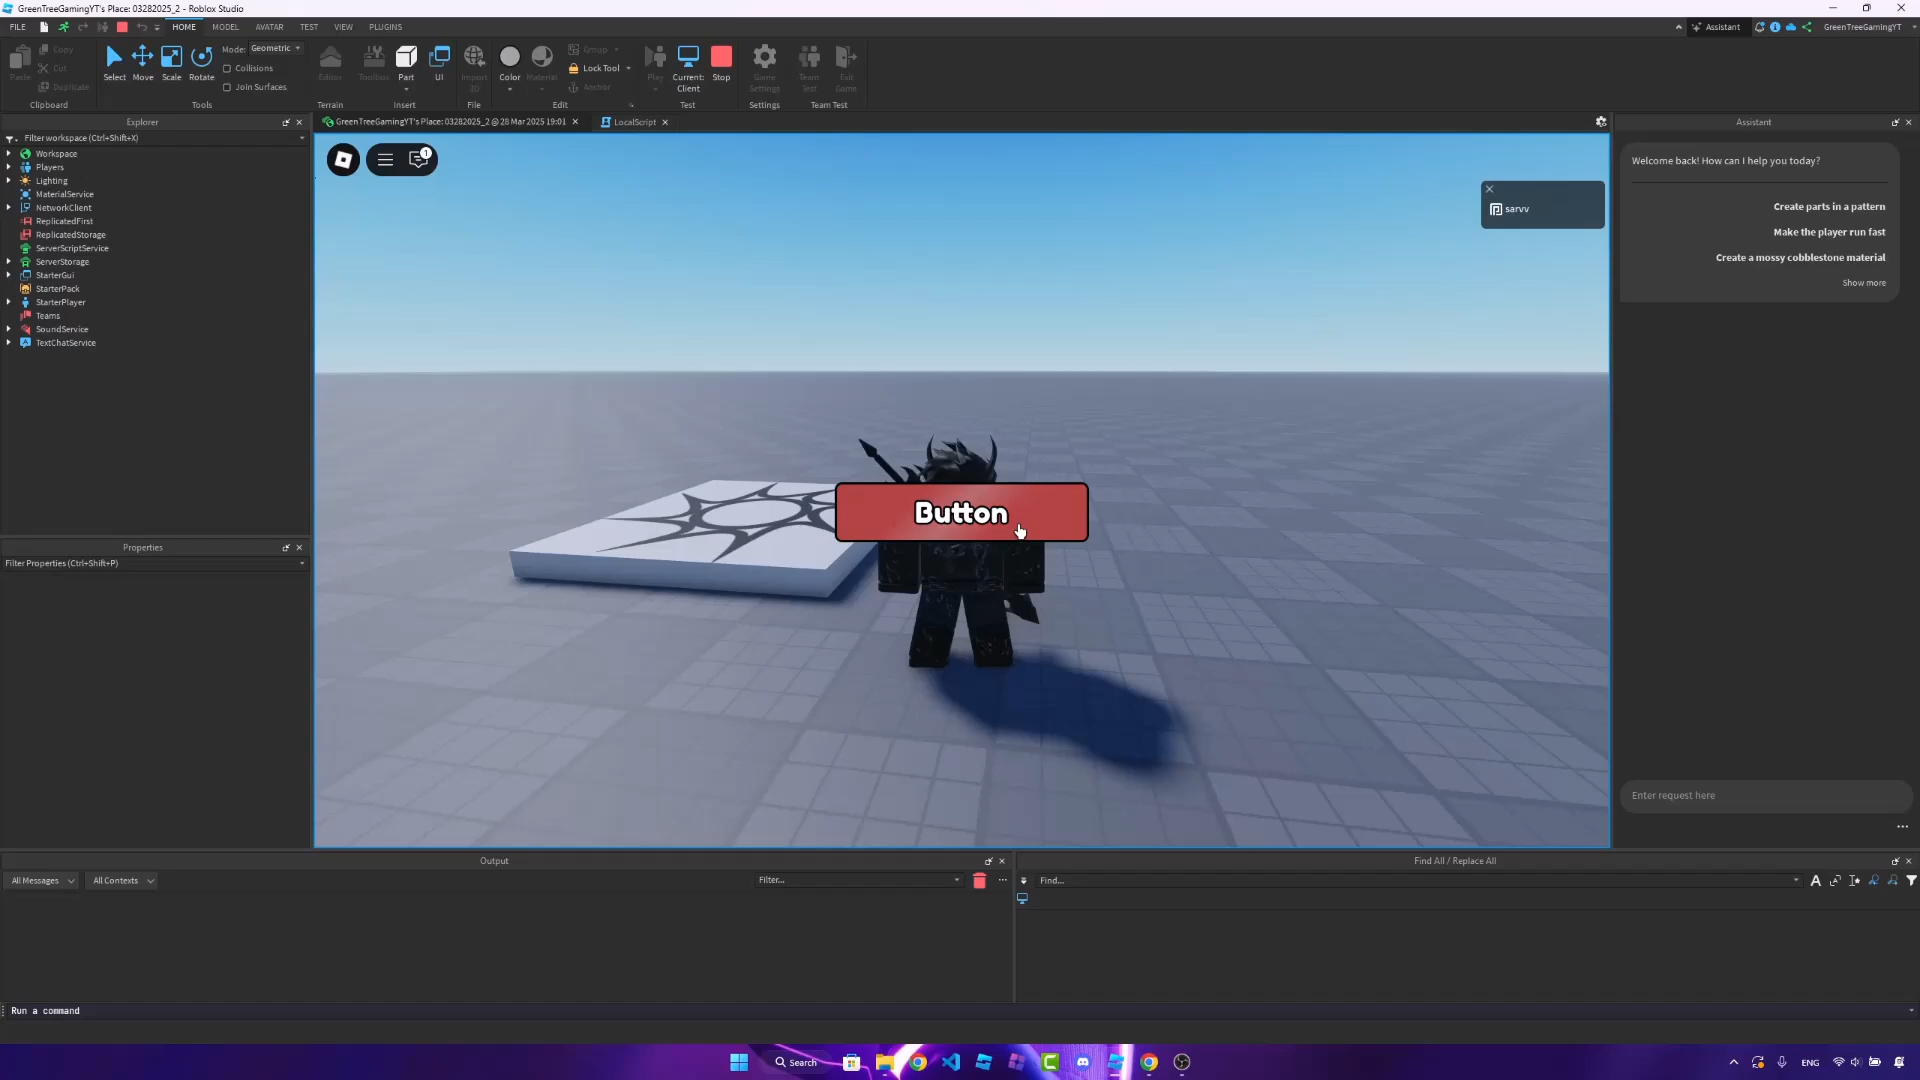 GreenTreeGamingYT's Place: 03282025_2 - Roblox Studio
FILE
HOME
MODEL
AVATAR
TEST
VIEW
PLUGINS
Assistant
GreenTreeGamingYT
Paste
Copy
Cut
Duplicate
Clipboard
Select
Move
Scale
Rotate
Mode:
Geometric
Collisions
Join Surfaces
Tools
Editor
Terrain
Toolbox
Part
UI
Insert
Import 3D
File
Color
Material
Group
Lock Tool
Anchor
Edit
Play
Current: Client
Stop
Test
Game Settings
Settings
Team Test
Exit Game
Team Test
Explorer
Filter workspace (Ctrl+Shift+X)
Workspace
Players
Lighting
MaterialService
NetworkClient
ReplicatedFirst
ReplicatedStorage
ServerScriptService
ServerStorage
StarterGui
StarterPack
StarterPlayer
Teams
SoundService
TextChatService
Properties
Filter Properties (Ctrl+Shift+P)
GreenTreeGamingYT's Place: 03282025_2 @ 28 Mar 2025 19:01
LocalScript
1
sarvv
Button
Assistant
Welcome back! How can I help you today?
Create parts in a pattern
Make the player run fast
Create a mossy cobblestone material
Show more
Enter request here
Output
All Messages
All Contexts
Filter...
Find All / Replace All
Find...
Run a command
Search
ENG